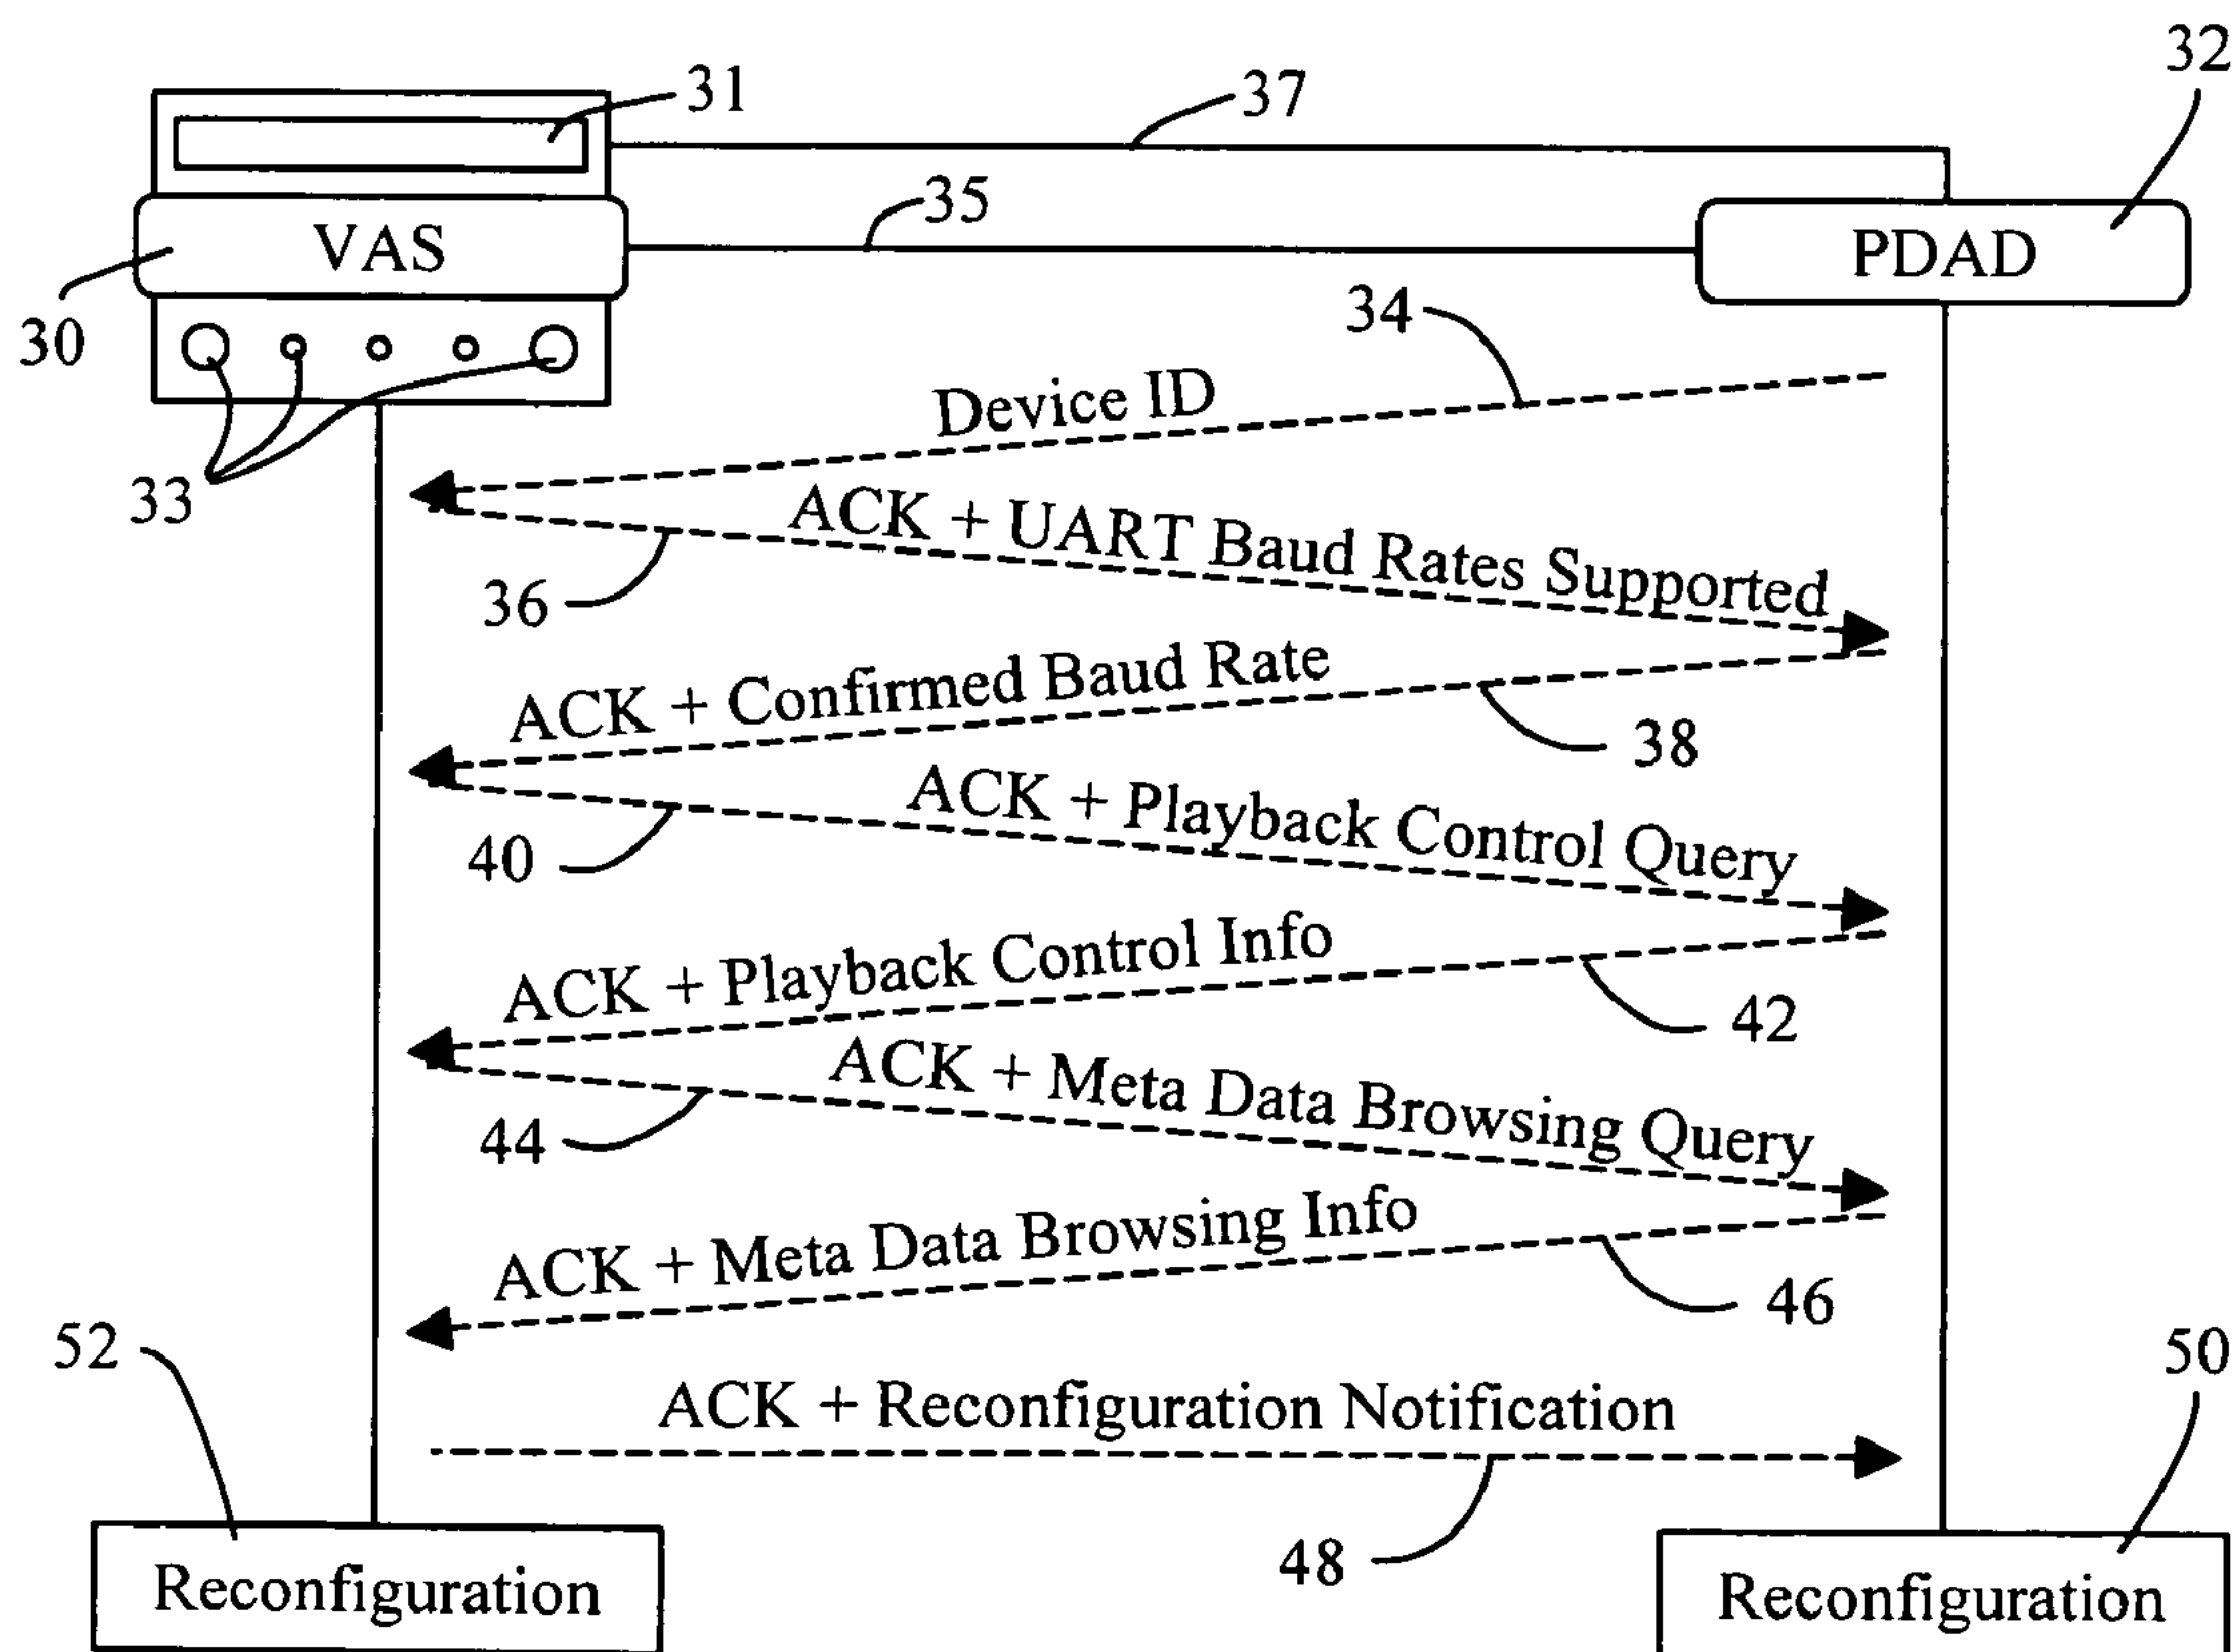 32
31
37
35
VAS
PDAD
30
34
Device ID
33
ACK + UART Baud Rates Supported
36
ACK + Confirmed Baud Rate
38
ACK + Playback Control Query
40
ACK + Playback Control Info
42
ACK + Meta Data Browsing Query
44
ACK + Meta Data Browsing Info
46
52
50
ACK + Reconfiguration Notification
48
Reconfiguration
Reconfiguration